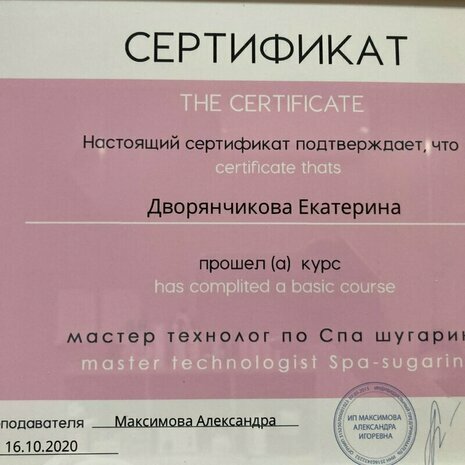 СЕРТИФИКАТ
THE CERTIFICATE
Настоящий сертификат подтверждает, что
certificate thats
Дворянчикова Екатерина
прошел (а) курс
has complited a basic course
мастер технолог по Спа шугарин
master technologist Spa-sugarin
еподавателя Максимова Александра
16.10.2020
ИП МАКСИМОВА
АЛЕКСАНДРА
ИГОРЕВНА